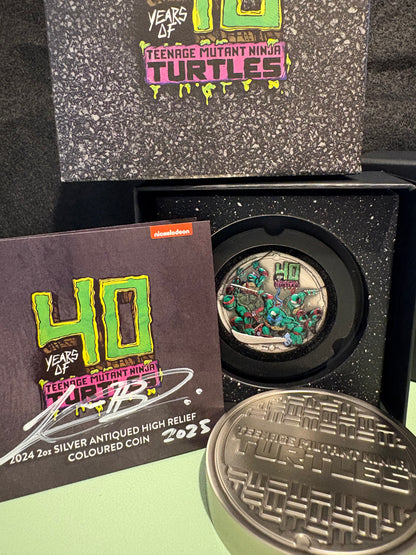 40
YEARS
OF
TEENAGE MUTANT NINJA
TURTLES
nickelodeon
40
YEARS
OF
TEENAGE MUTANT NINJA
2024 2oz SILVER ANTIQUED HIGH RELIEF
COLOURED COIN
2025
40
TURTLES
TEENAGE MUTANT NINJA
TURTLES